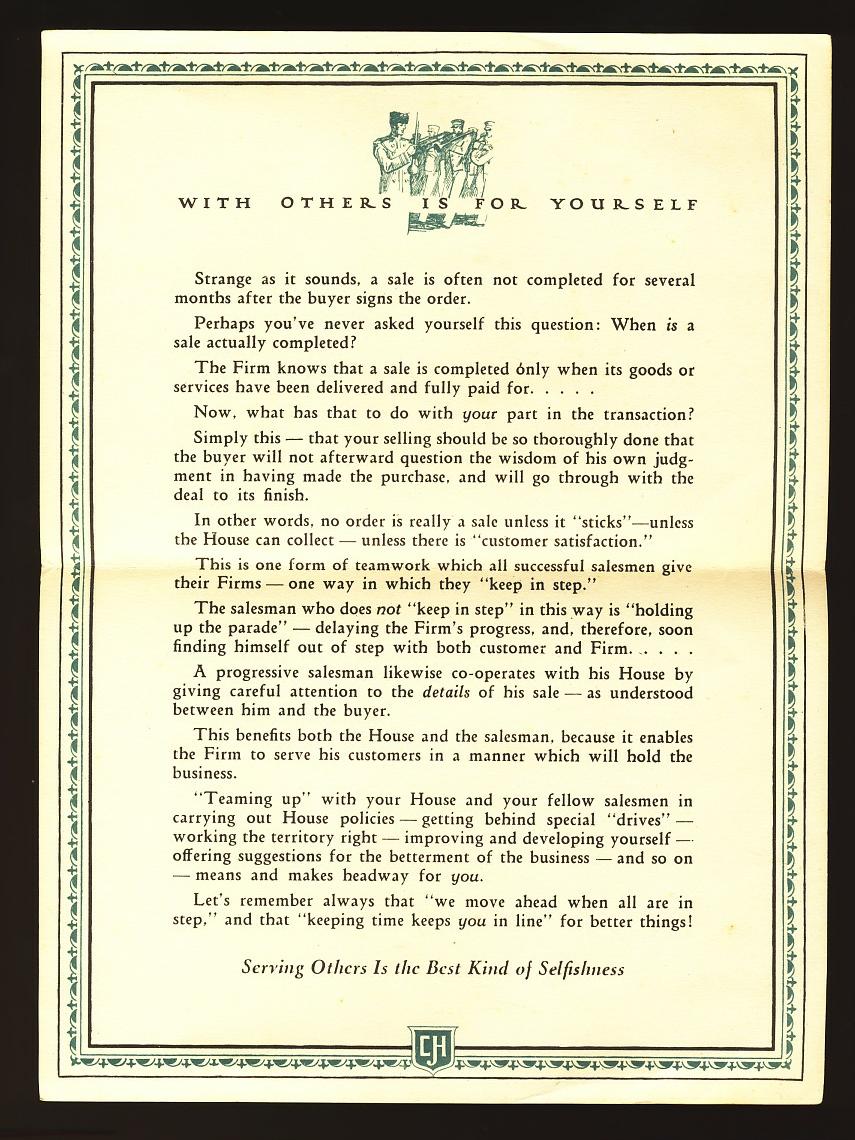 WITH OTHERS IS FOR YOURSELF
Strange as it sounds, a sale is often not completed for several
months after the buyer signs the order.
Perhaps you've never asked yourself this question: When is a
sale actually completed?
The Firm knows that a sale is completed only when its goods or
services have been delivered and fully paid for. . . . .
Now, what has that to do with your part in the transaction?
Simply this — that your selling should be so thoroughly done that
the buyer will not afterward question the wisdom of his own judg-
ment in having made the purchase, and will go through with the
deal to its finish.
In other words, no order is really a sale unless it "sticks"—unless
the House can collect — unless there is "customer satisfaction."
This is one form of teamwork which all successful salesmen give
their Firms — one way in which they "keep in step."
The salesman who does not "keep in step" in this way is "holding
up the parade" — delaying the Firm's progress, and, therefore, soon
finding himself out of step with both customer and Firm. . . . .
A progressive salesman likewise co-operates with his House by
giving careful attention to the details of his sale — as understood
between him and the buyer.
This benefits both the House and the salesman, because it enables
the Firm to serve his customers in a manner which will hold the
business.
"Teaming up" with your House and your fellow salesmen in
carrying out House policies — getting behind special "drives" —
working the territory right — improving and developing yourself —
offering suggestions for the betterment of the business — and so on
— means and makes headway for you.
Let's remember always that "we move ahead when all are in
step," and that "keeping time keeps you in line" for better things!
Serving Others Is the Best Kind of Selfishness
CJH